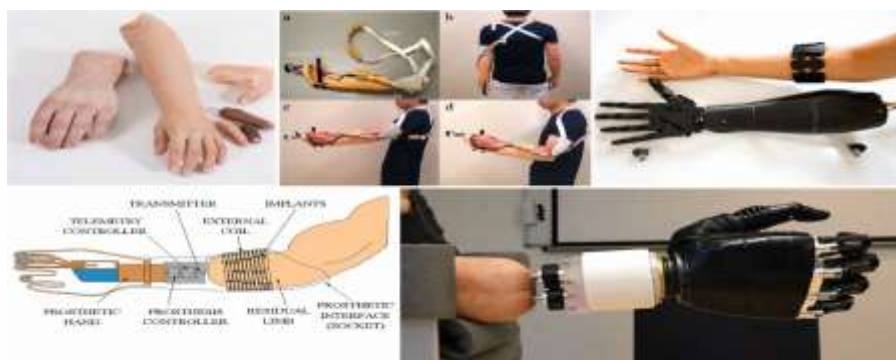 a
b
c
d
TRANSMITTER
IMPLANTS
TELEMETRY
CONTROLLER
EXTERNAL
COIL
PROSTHETIC
HAND
PROSTHESIS
CONTROLLER
RESIDUAL
LIMB
PROSTHETIC
INTERFACE
(SOCKET)